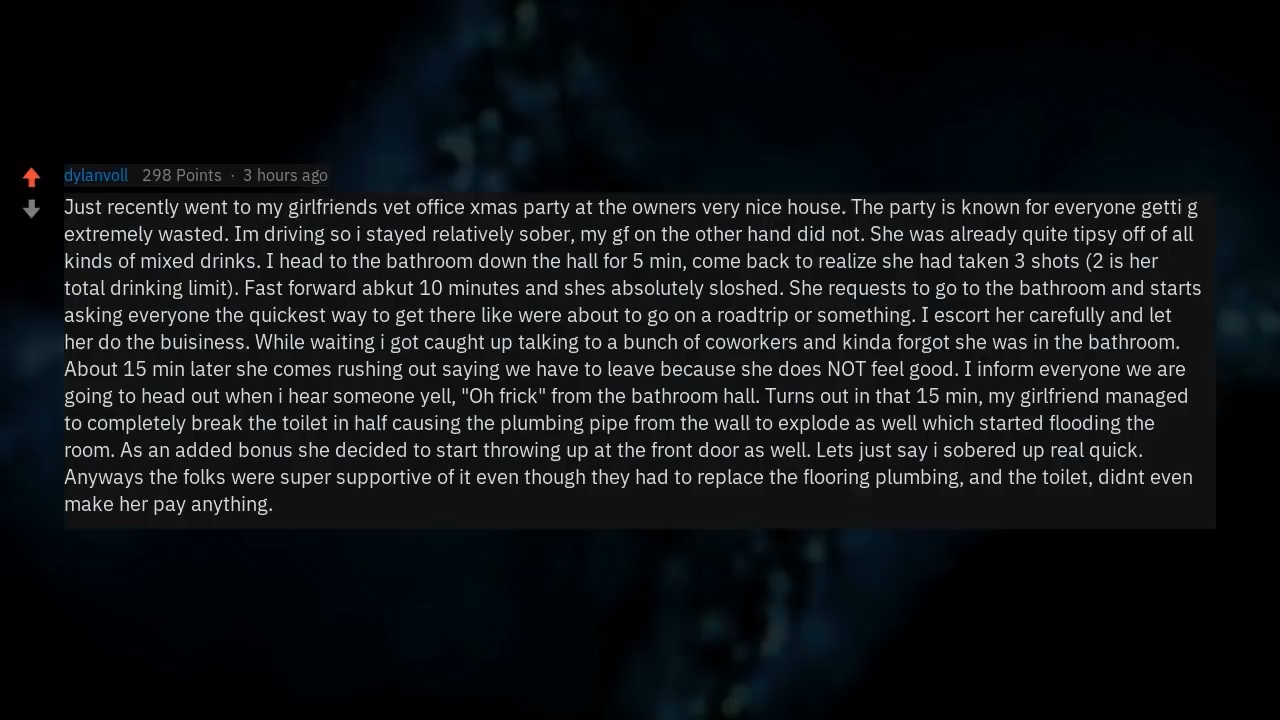 dylanvoll 298 Points · 3 hours ago
Just recently went to my girlfriends vet office xmas party at the owners very nice house. The party is known for everyone getti g
extremely wasted. Im driving so i stayed relatively sober, my gf on the other hand did not. She was already quite tipsy off of all
kinds of mixed drinks. I head to the bathroom down the hall for 5 min, come back to realize she had taken 3 shots (2 is her
total drinking limit). Fast forward abkut 10 minutes and shes absolutely sloshed. She requests to go to the bathroom and starts
asking everyone the quickest way to get there like were about to go on a roadtrip or something. I escort her carefully and let
her do the buisiness. While waiting i got caught up talking to a bunch of coworkers and kinda forgot she was in the bathroom.
About 15 min later she comes rushing out saying we have to leave because she does NOT feel good. I inform everyone we are
going to head out when i hear someone yell, "Oh frick" from the bathroom hall. Turns out in that 15 min, my girlfriend managed
to completely break the toilet in half causing the plumbing pipe from the wall to explode as well which started flooding the
room. As an added bonus she decided to start throwing up at the front door as well. Lets just say i sobered up real quick.
Anyways the folks were super supportive of it even though they had to replace the flooring plumbing, and the toilet, didnt even
make her pay anything.